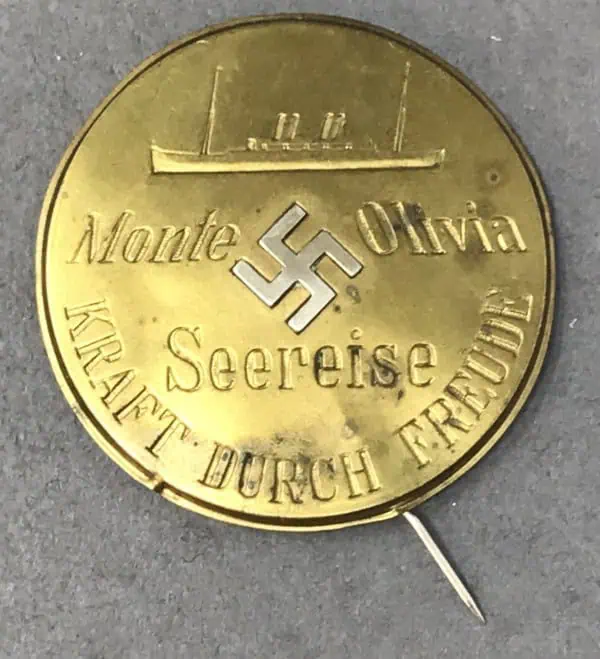 Monte Olivia
Seereise
KRAFT DURCH FREUDE